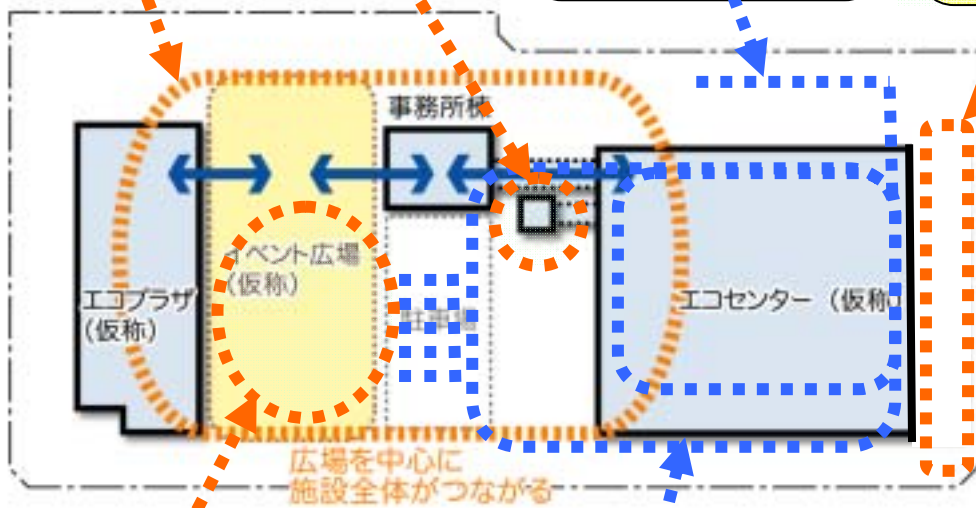 事務所棟
イベント広場
(仮称)
エコプラザ
(仮称)
駐車場
エコセンター (仮称)
広場を中心に
施設全体がつながる